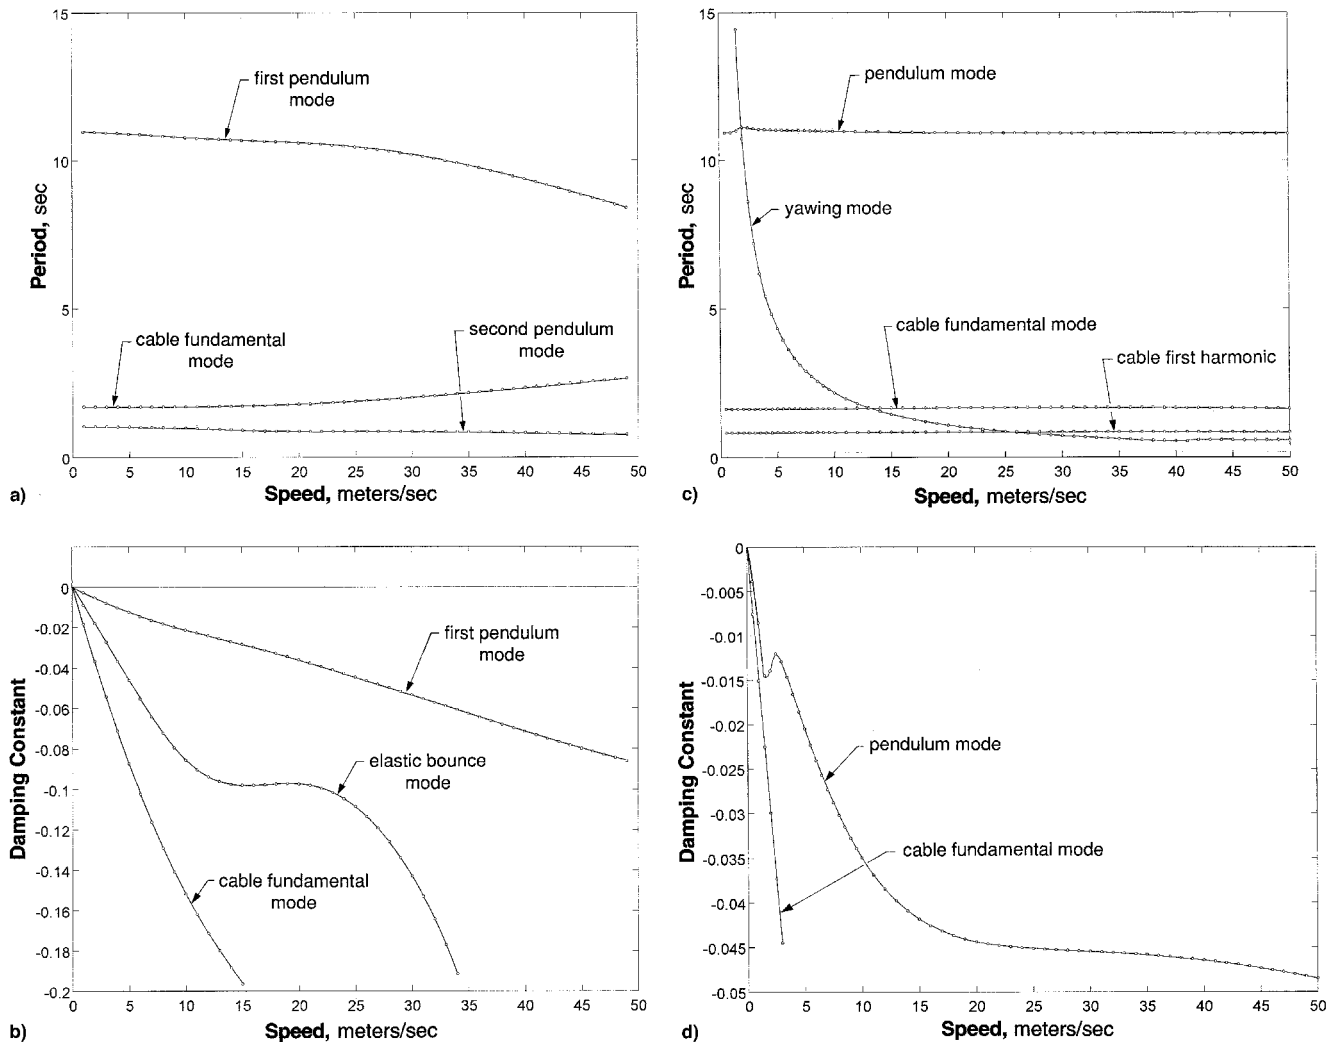 15
10
5
0
Period, sec
first pendulum
mode
cable fundamental
mode
second pendulum
mode
0 5 10 15 20 25 30 35 40 45 50
Speed, meters/sec
a)
15
10
5
0
Period, sec
pendulum mode
yawing mode
cable fundamental mode
cable first harmonic
0 5 10 15 20 25 30 35 40 45 50
Speed, meters/sec
c)
0
-0.02
-0.04
-0.06
-0.08
-0.1
-0.12
-0.14
-0.16
-0.18
-0.2
Damping Constant
first pendulum
mode
elastic bounce
mode
cable fundamental
mode
0 5 10 15 20 25 30 35 40 45 50
Speed, meters/sec
b)
0
-0.005
-0.01
-0.015
-0.02
-0.025
-0.03
-0.035
-0.04
-0.045
-0.05
Damping Constant
pendulum mode
cable fundamental mode
0 5 10 15 20 25 30 35 40 45 50
Speed, meters/sec
d)